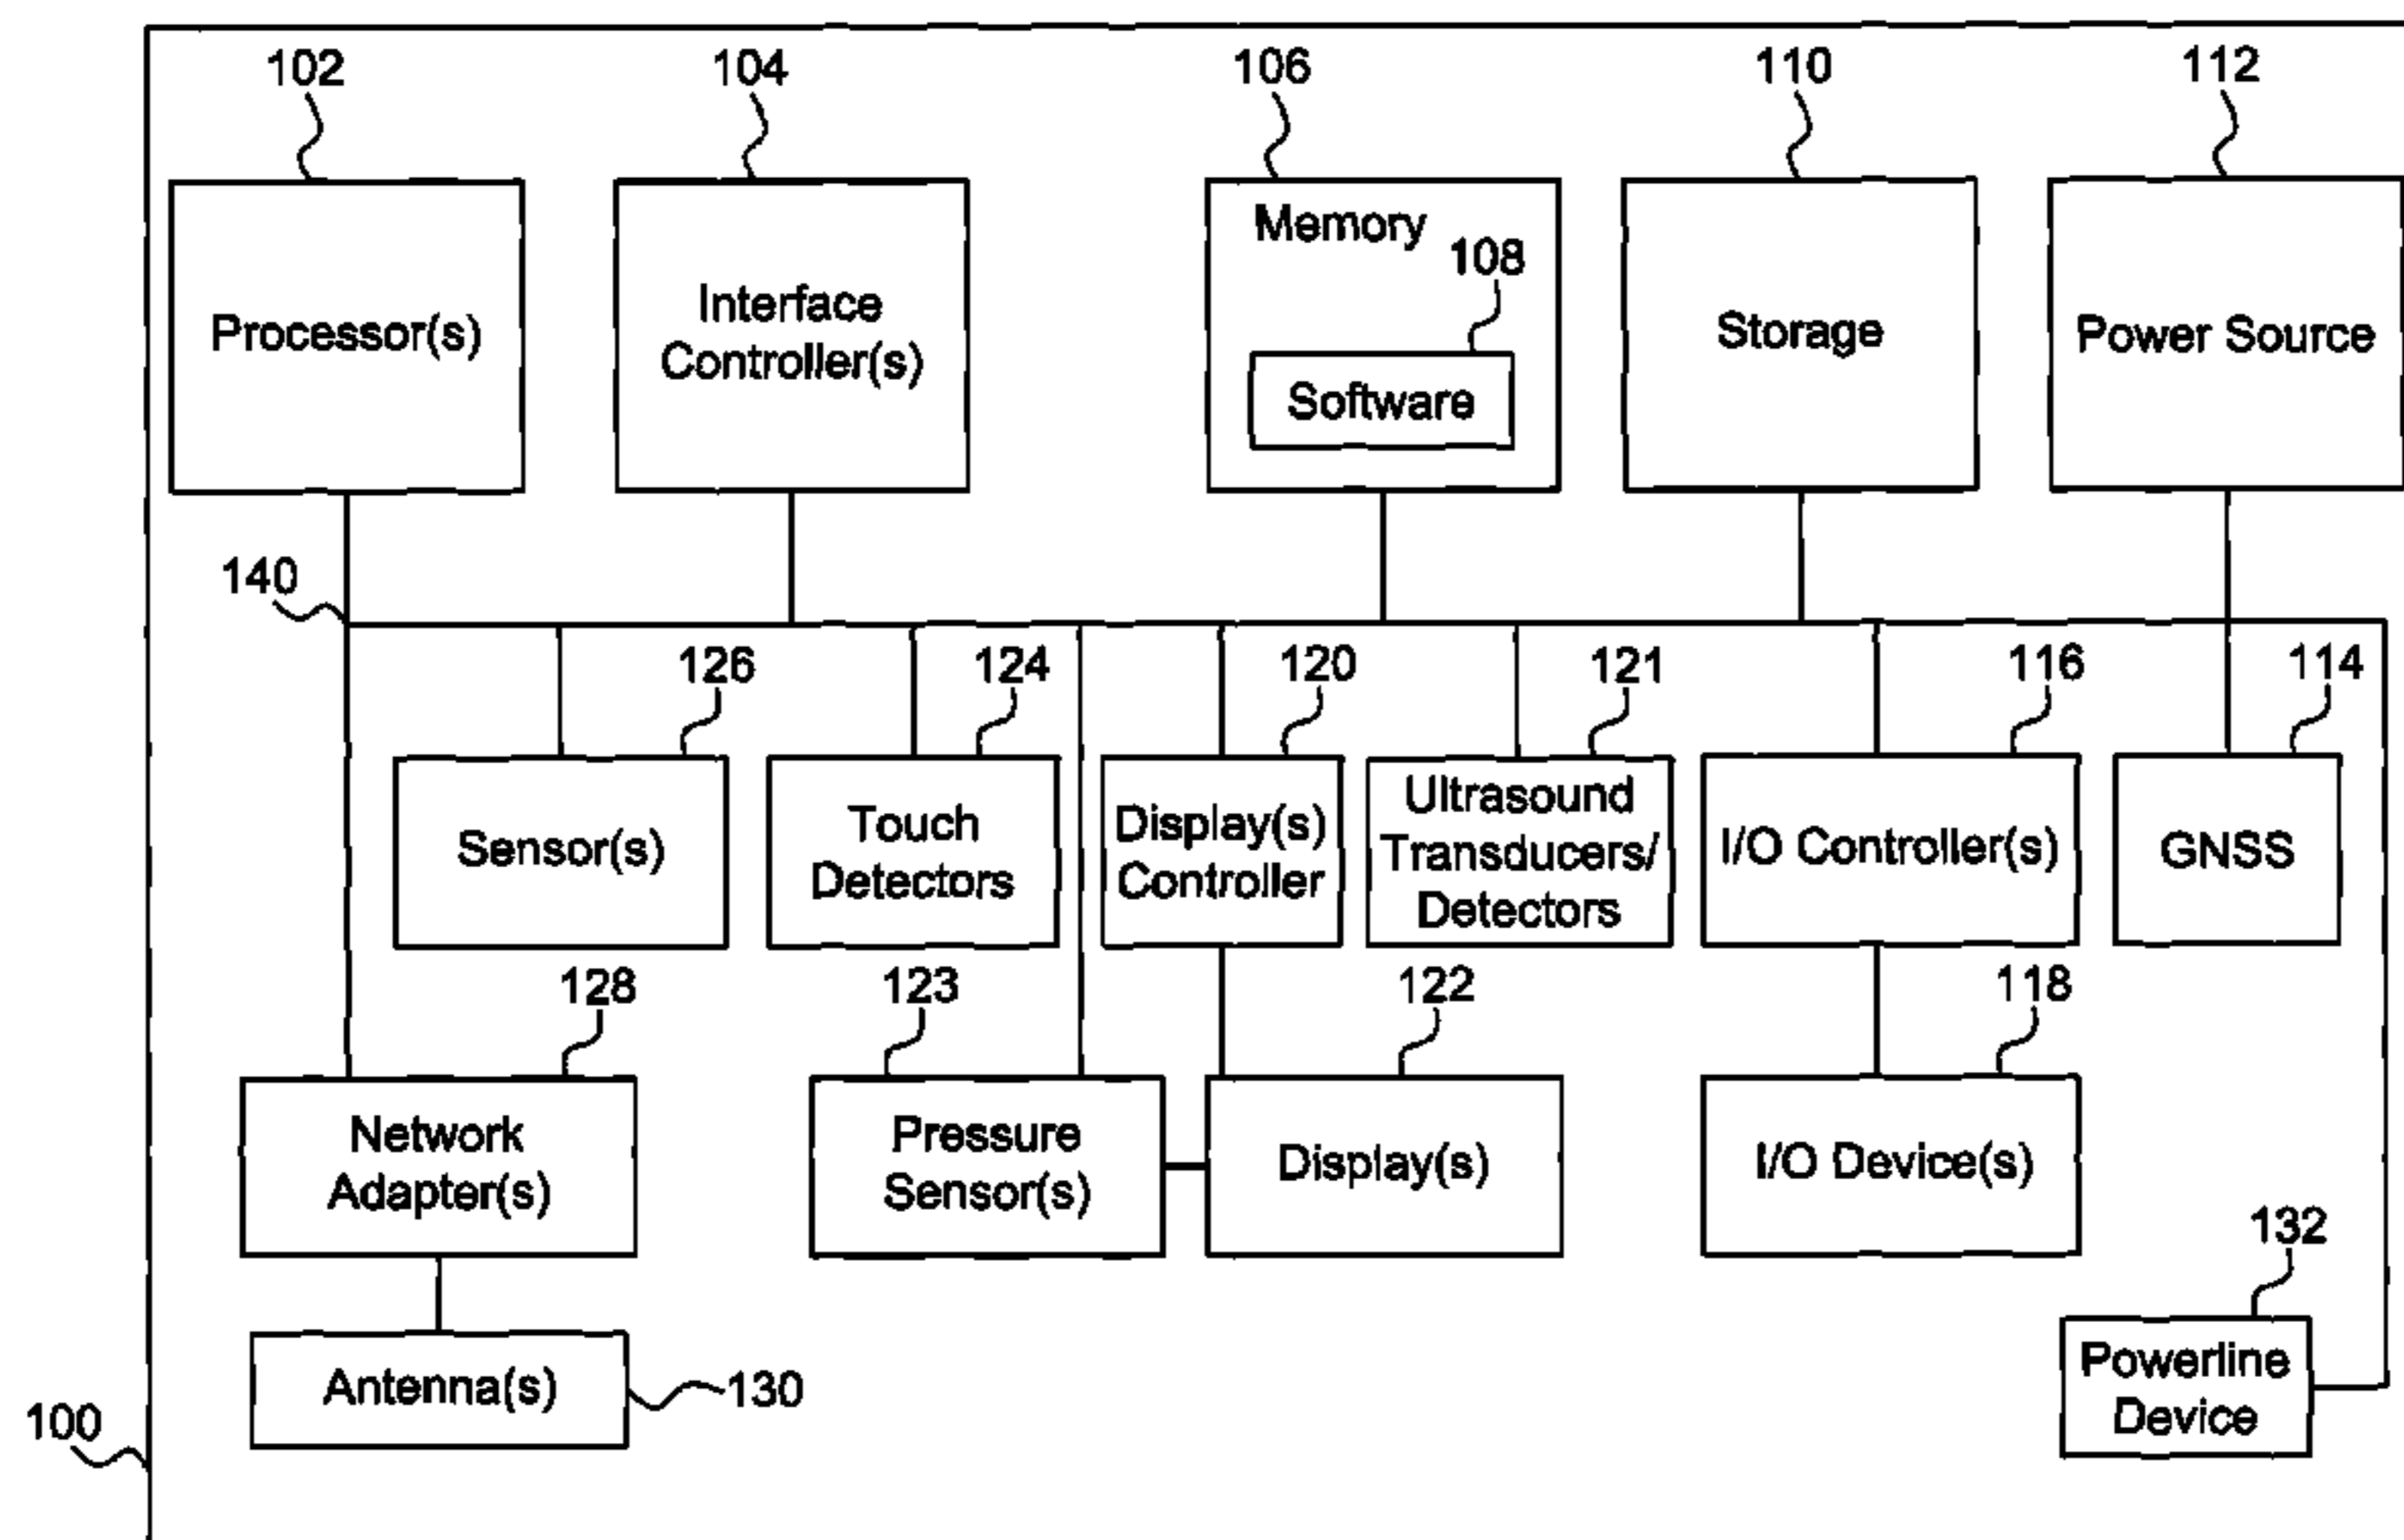 102
104
106
110
112
Processor(s)
Interface
Controller(s)
Memory
108
Software
Storage
Power Source
140
126
124
120
121
116
114
Sensor(s)
Touch
Detectors
Display(s)
Controller
Ultrasound
Transducers/
Detectors
I/O Controller(s)
GNSS
128
123
122
118
Network
Adapter(s)
Pressure
Sensor(s)
Display(s)
I/O Device(s)
132
Powerline
Device
Antenna(s)
130
100